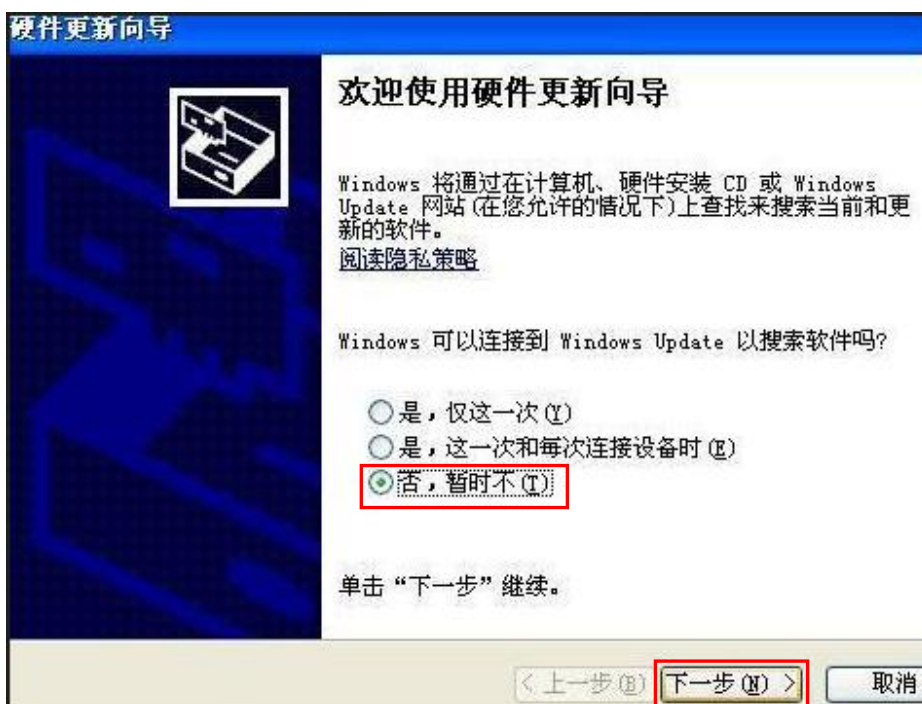 硬件更新向导
欢迎使用硬件更新向导
Windows 将通过在计算机、硬件安装 CD 或 Windows
Update 网站(在您允许的情况下)上查找来搜索当前和更
新的软件。
阅读隐私策略
Windows 可以连接到 Windows Update 以搜索软件吗?
是，仅这一次(Y)
是，这一次和每次连接设备时(E)
否，暂时不(T)
单击“下一步”继续。
< 上一步(B) 下一步(N) > 取消